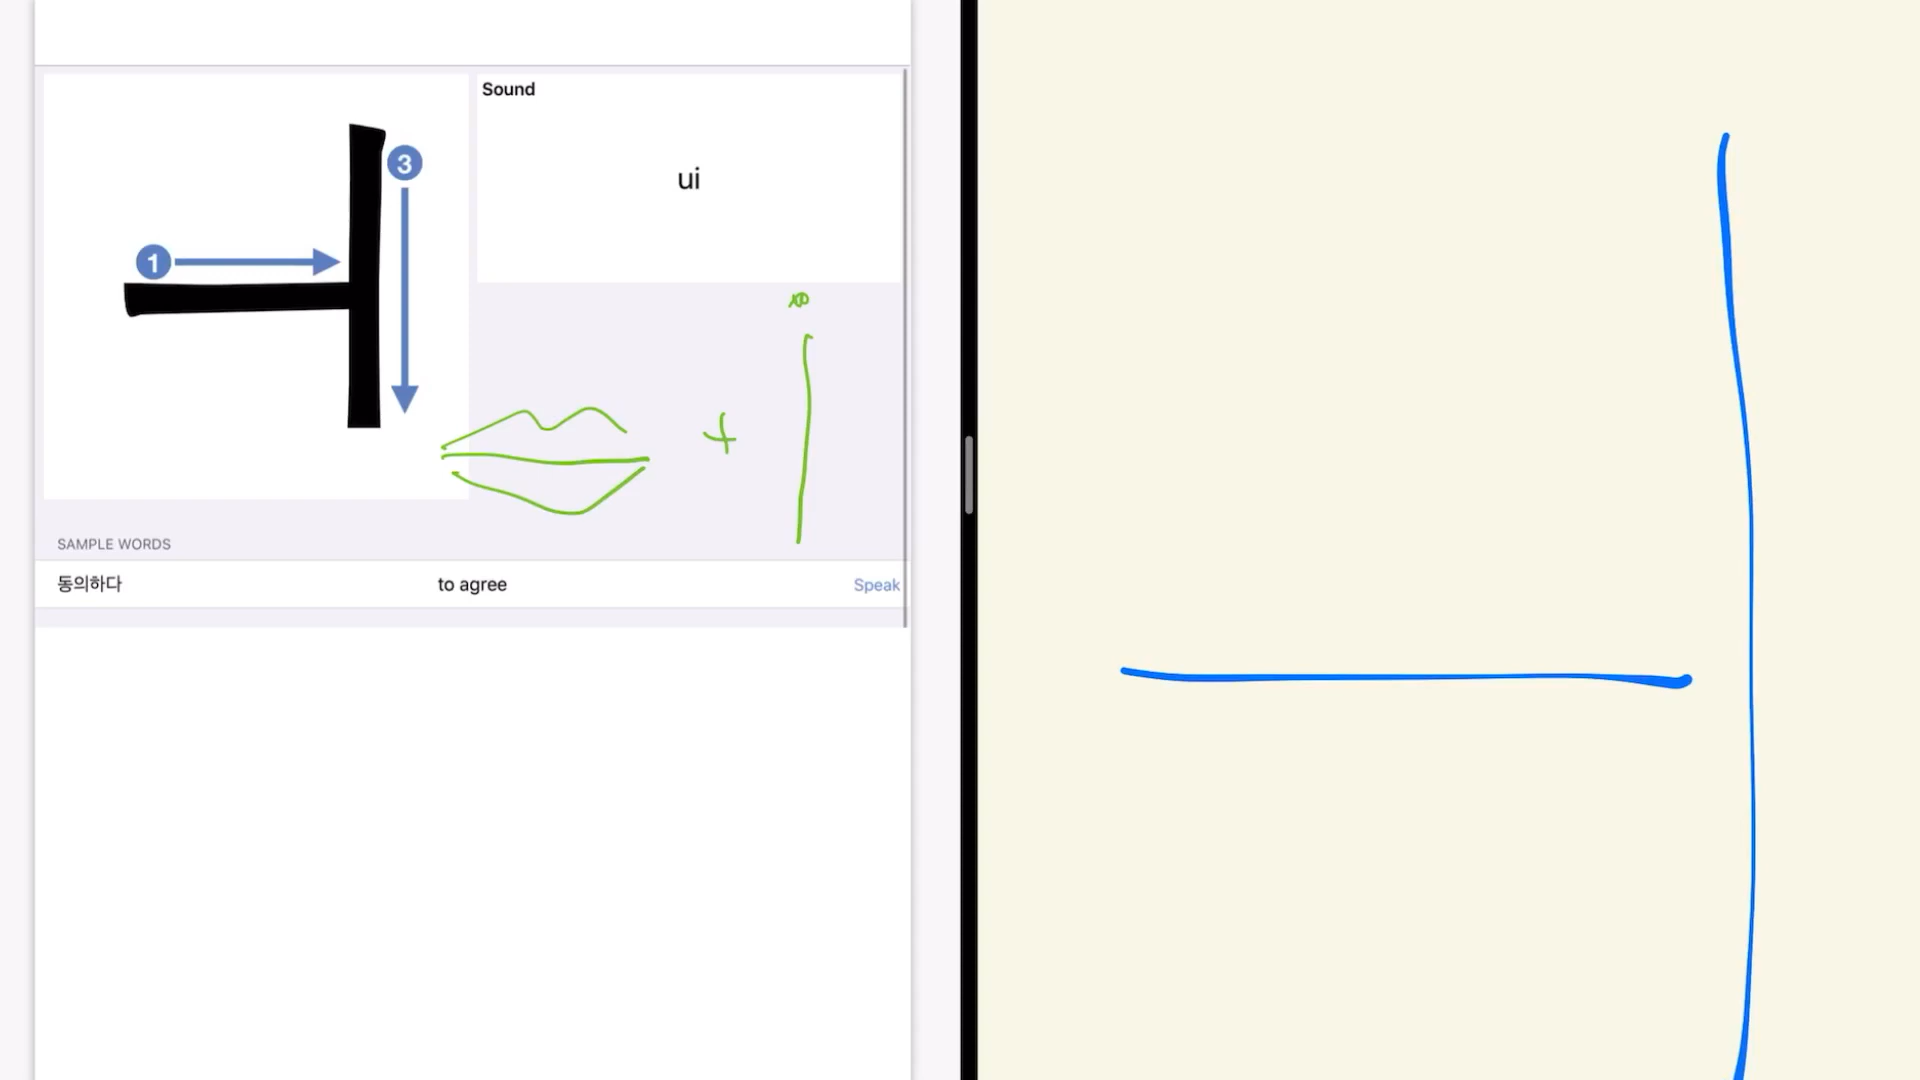 ㅢ
3
1
Sound
ui
+ ㅣ
SAMPLE WORDS
동의하다 to agree Speak
ㅢ